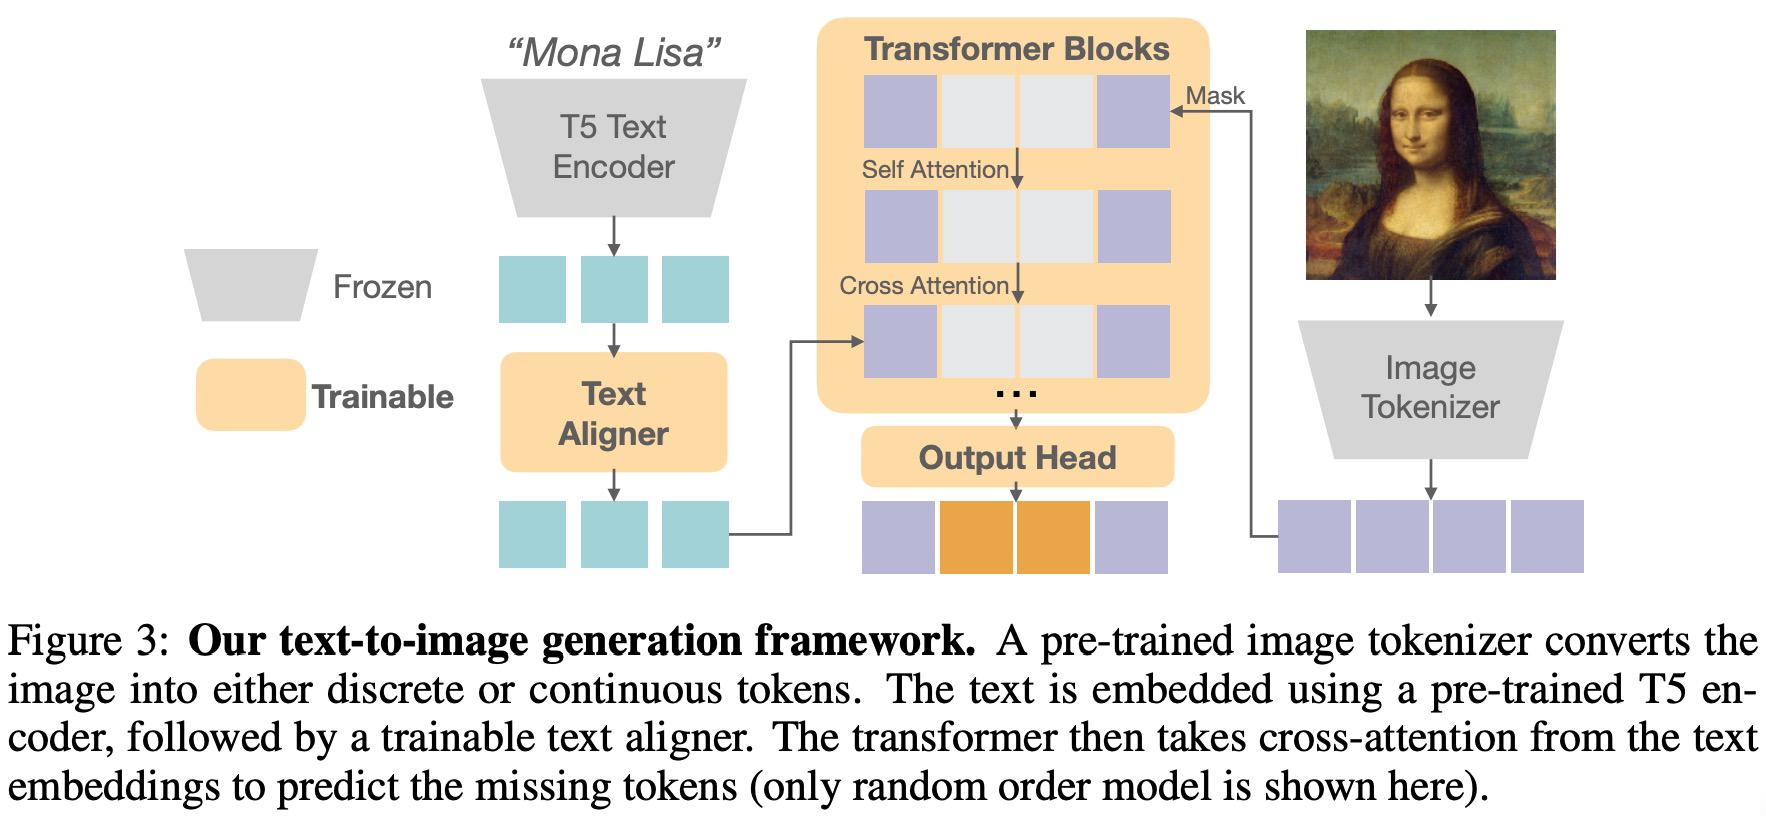 “Mona Lisa”
T5 Text
Encoder
Frozen
Trainable
Text
Aligner
Transformer Blocks
Mask
Self Attention
Cross Attention
...
Output Head
Image
Tokenizer
Figure 3: Our text-to-image generation framework. A pre-trained image tokenizer converts the
image into either discrete or continuous tokens. The text is embedded using a pre-trained T5 en-
coder, followed by a trainable text aligner. The transformer then takes cross-attention from the text
embeddings to predict the missing tokens (only random order model is shown here).